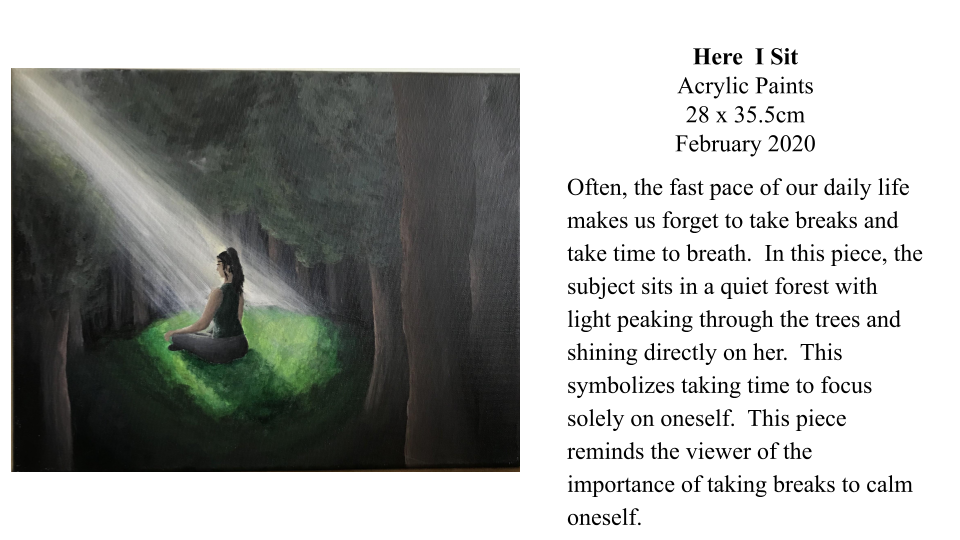 Here  I Sit
Acrylic Paints
28 x 35.5cm
February 2020
Often, the fast pace of our daily life
makes us forget to take breaks and
take time to breath.  In this piece, the
subject sits in a quiet forest with
light peaking through the trees and
shining directly on her.  This
symbolizes taking time to focus
solely on oneself.  This piece
reminds the viewer of the
importance of taking breaks to calm
oneself.